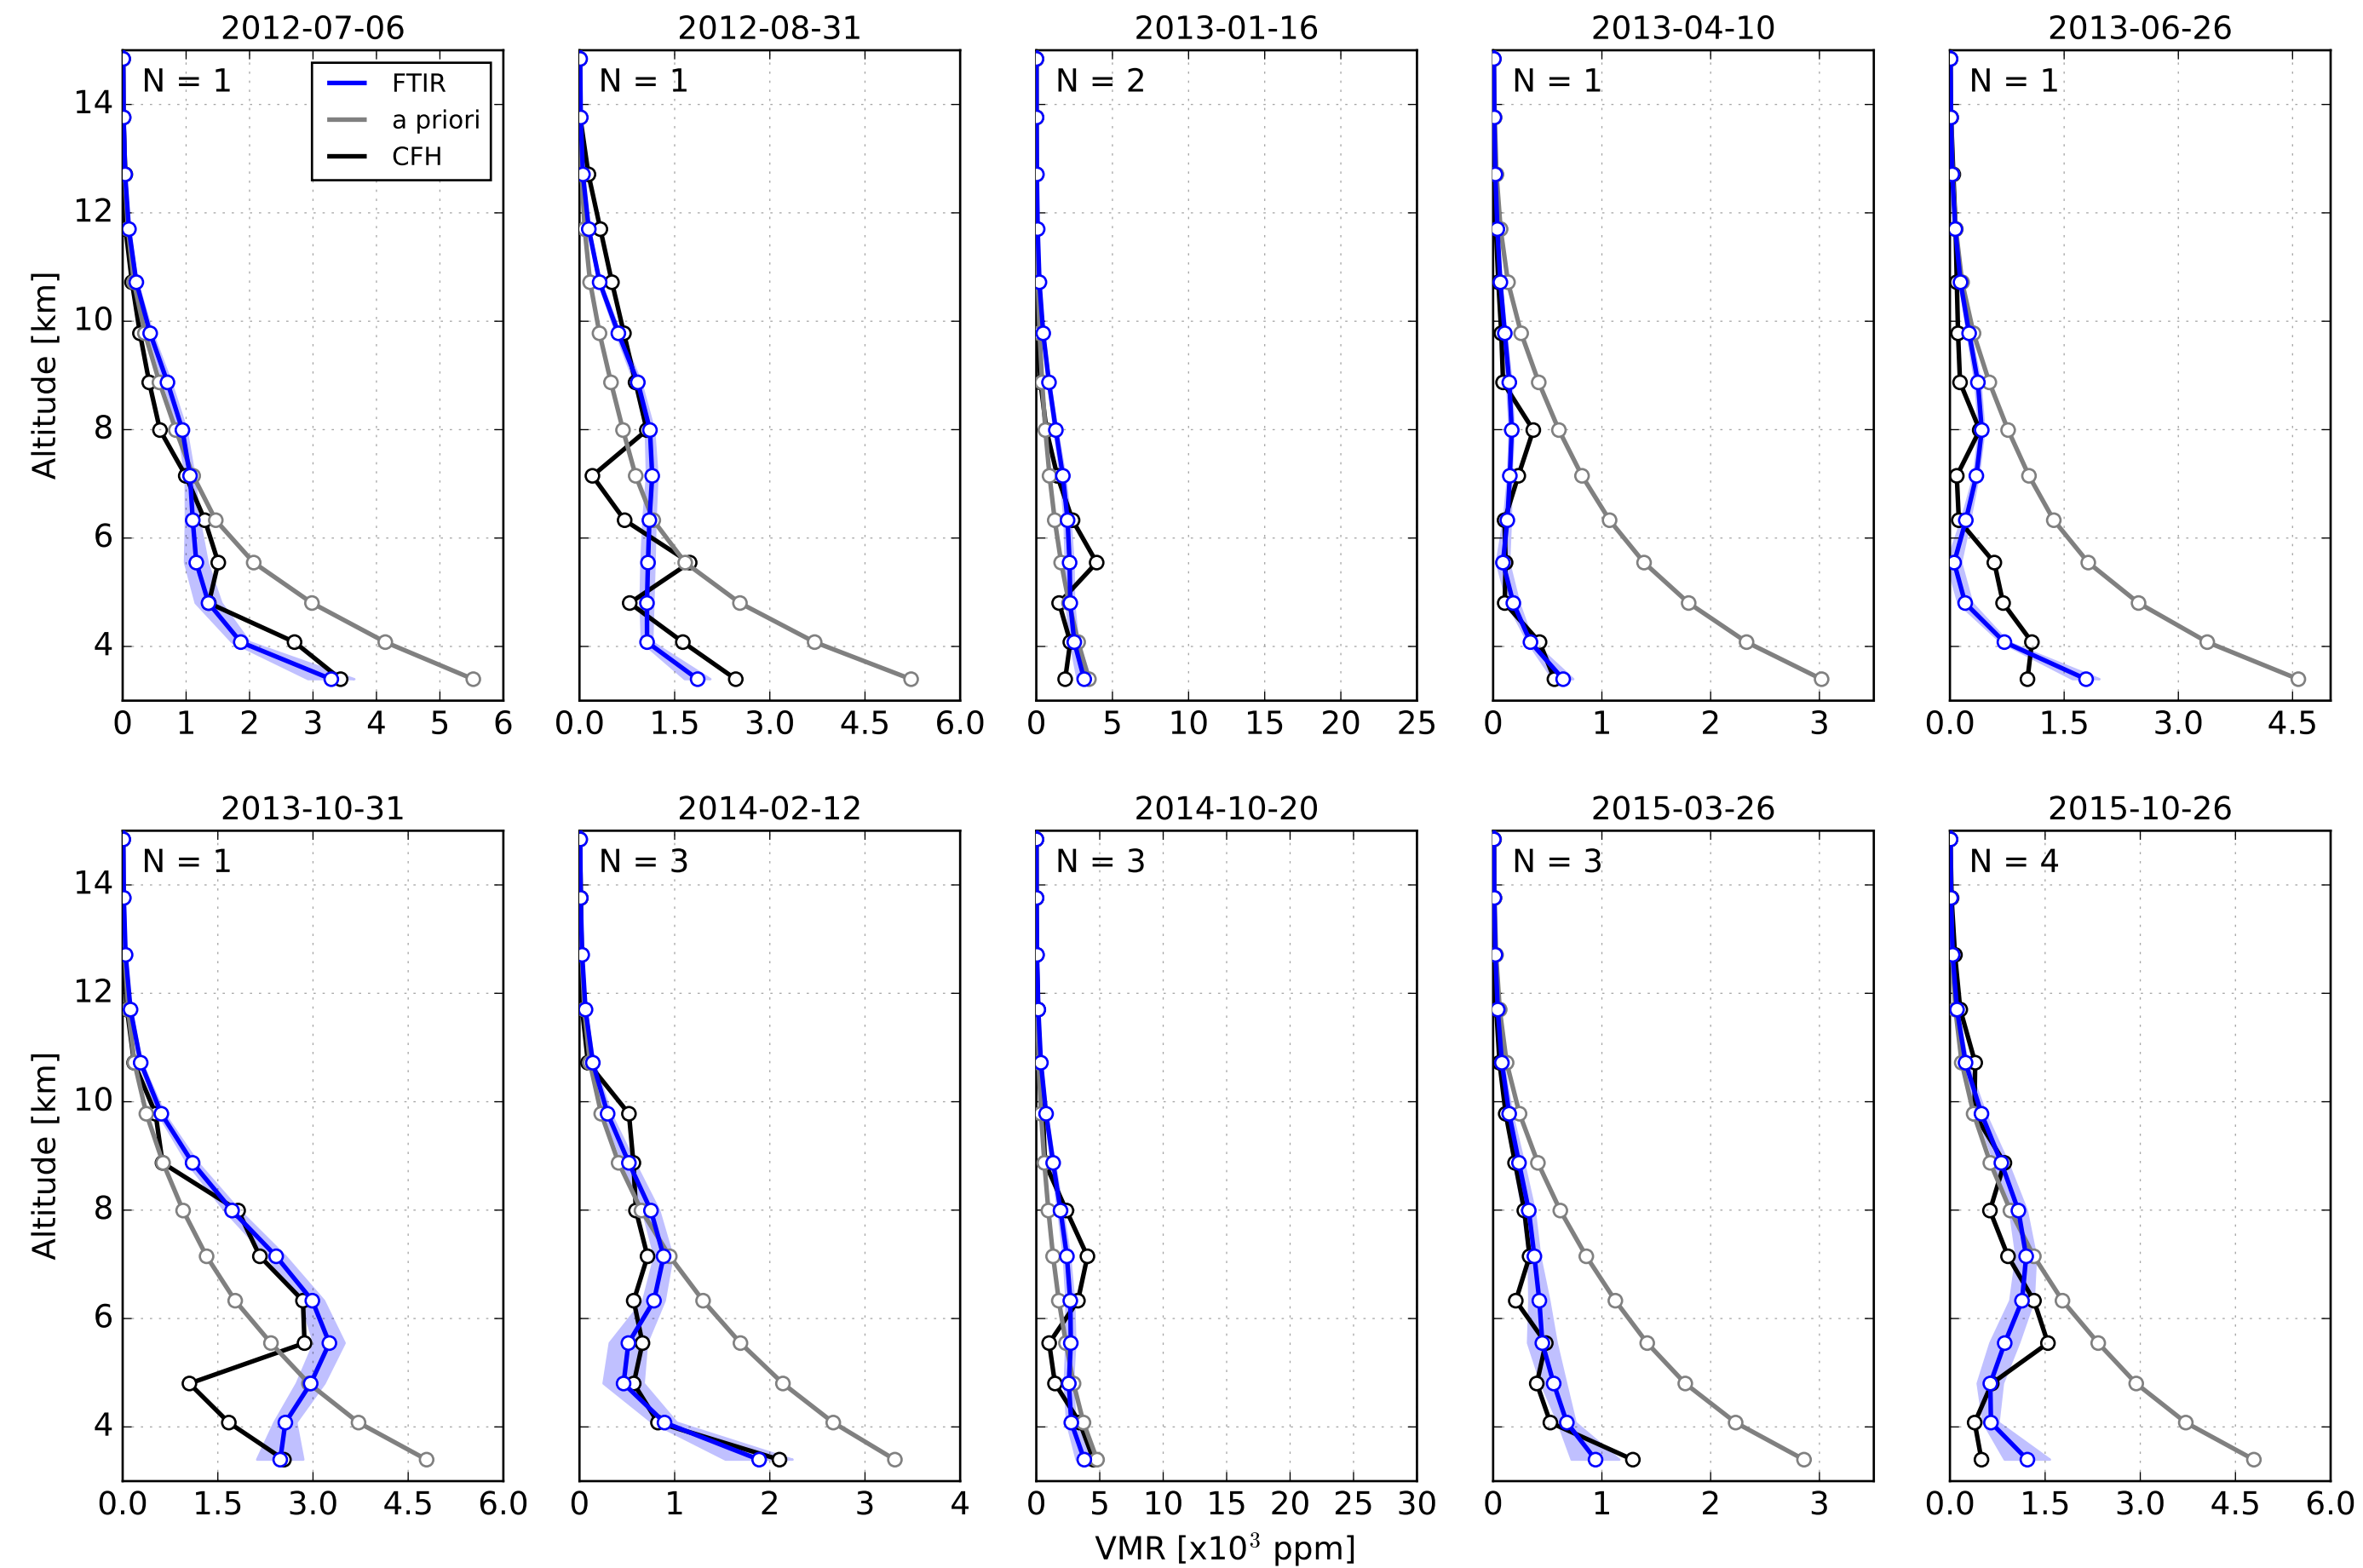 2012-07-06 2012-08-31 2013-01-16 2013-04-10 2013-06-26
N = 1 N = 1 N = 2 N = 1 N = 1
FTIR
a priori
CFH
14
12
10
8
6
4
Altitude [km]
0 1 2 3 4 5 6 0.0 1.5 3.0 4.5 6.0 0 5 10 15 20 25 0 1 2 3 0.0 1.5 3.0 4.5
2013-10-31 2014-02-12 2014-10-20 2015-03-26 2015-10-26
N = 1 N = 3 N = 3 N = 3 N = 4
14
12
10
8
6
4
Altitude [km]
0.0 1.5 3.0 4.5 6.0 0 1 2 3 4 0 5 10 15 20 25 30 0 1 2 3 0.0 1.5 3.0 4.5 6.0
VMR [x10³ ppm]